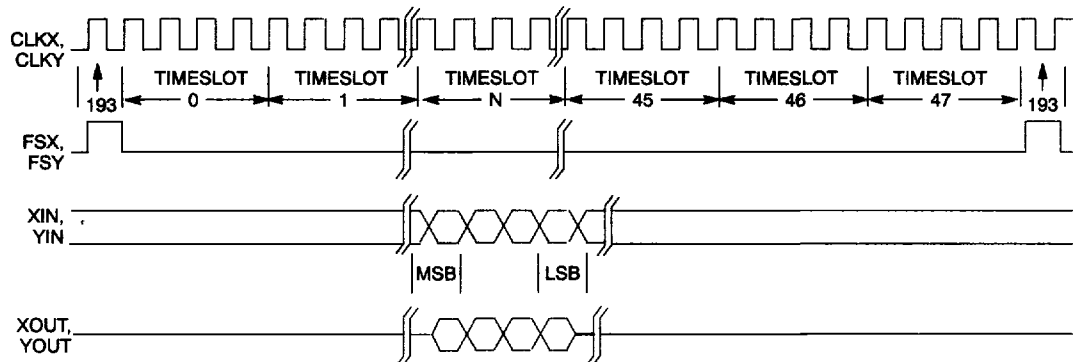 CLKX,
CLKY
193
TIMESLOT
0
TIMESLOT
1
TIMESLOT
N
TIMESLOT
45
TIMESLOT
46
TIMESLOT
47
193
FSX,
FSY
XIN,
YIN
MSB
LSB
XOUT,
YOUT